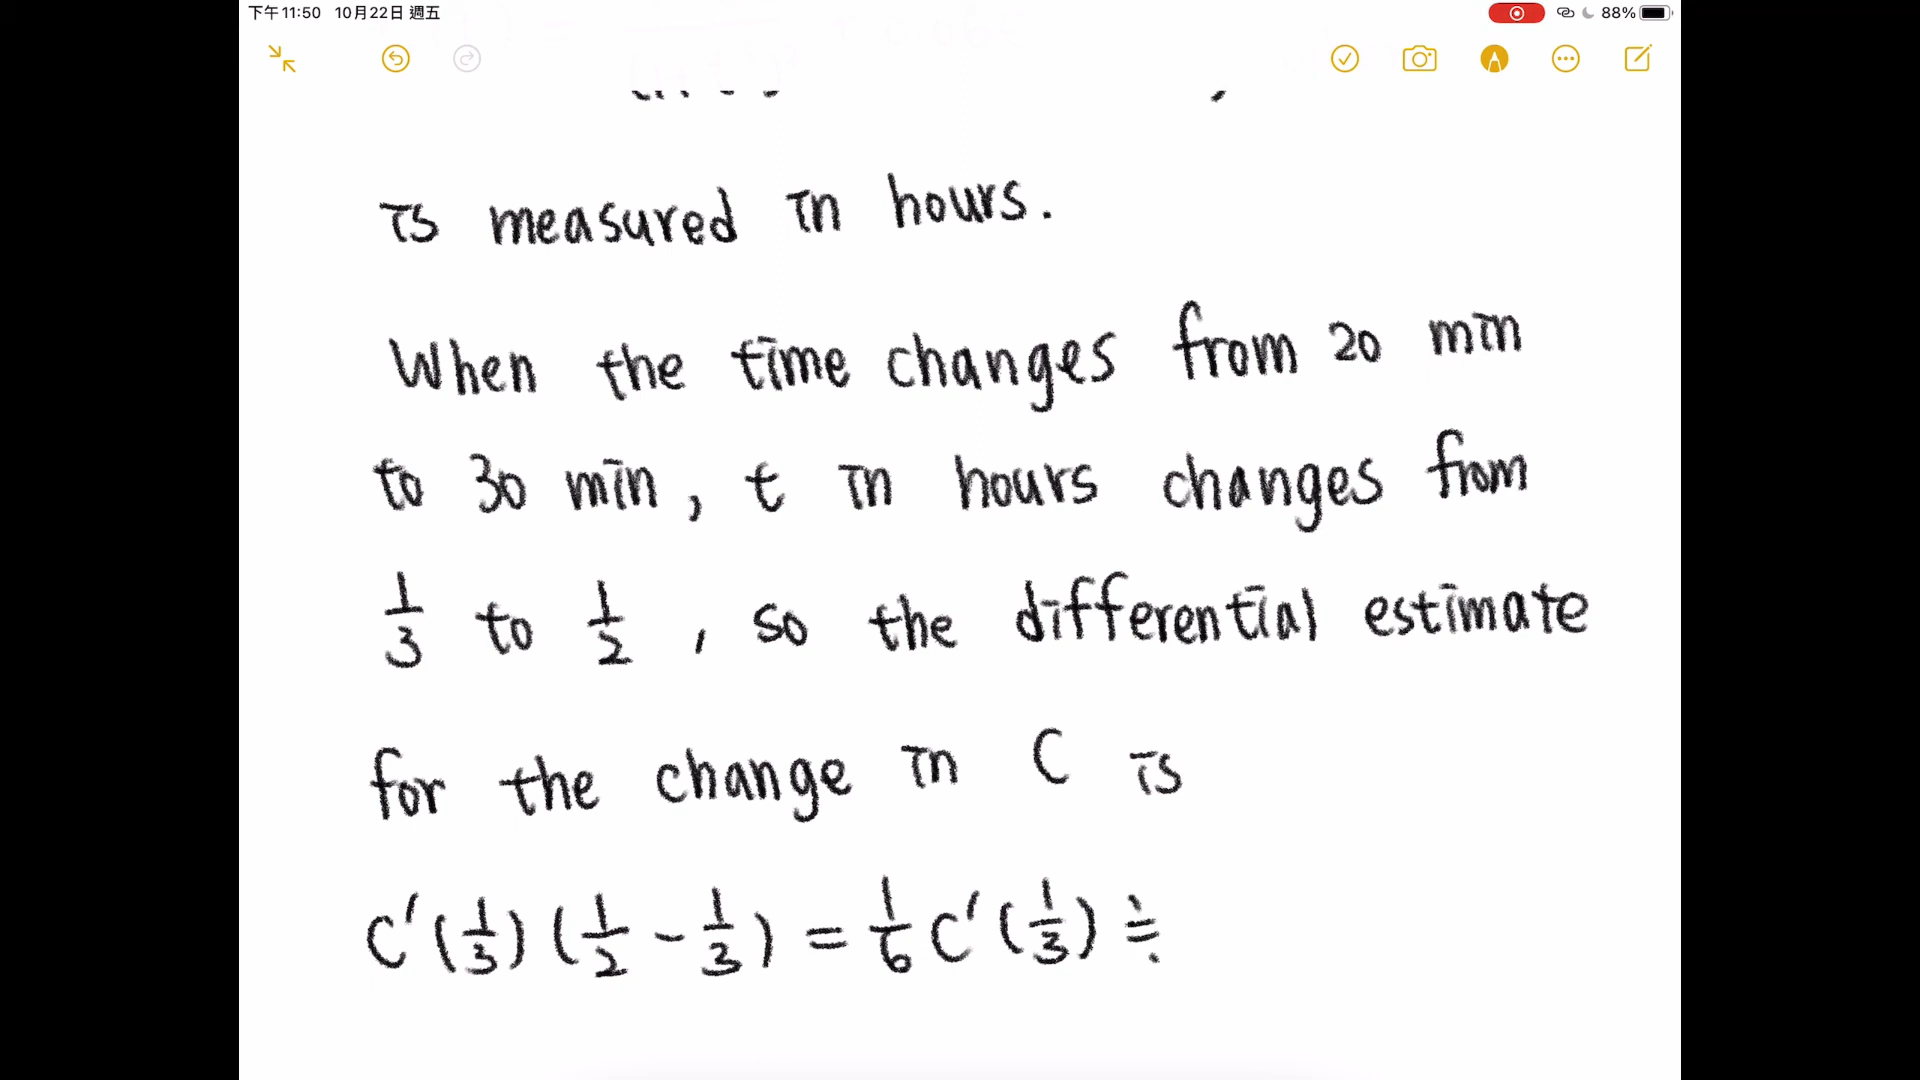 下午11:50 10月22日 週五 88%
is measured in hours.
When the time changes from 20 min
to 30 min, t in hours changes from
1/3 to 1/2, so the differential estimate
for the change in C is
C'(1/3)(1/2 - 1/3) = 1/6 C'(1/3) ≒